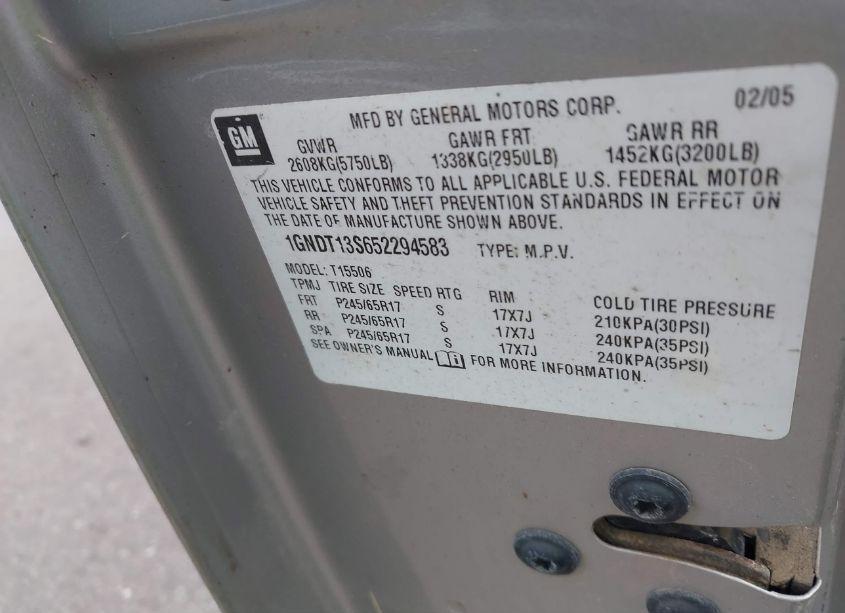 GM
MFD BY GENERAL MOTORS CORP. 02/05
GVWR GAWR FRT GAWR RR
2608KG(5750LB) 1338KG(2950LB) 1452KG(3200LB)
THIS VEHICLE CONFORMS TO ALL APPLICABLE U.S. FEDERAL MOTOR
VEHICLE SAFETY AND THEFT PREVENTION STANDARDS IN EFFECT ON
THE DATE OF MANUFACTURE SHOWN ABOVE.
1GNDT13S652294583 TYPE: M.P.V.
MODEL: T15506
TPMJ TIRE SIZE SPEED RTG RIM COLD TIRE PRESSURE
FRT P245/65R17 S 17X7J 210KPA(30PSI)
RR P245/65R17 S 17X7J 240KPA(35PSI)
SPA P245/65R17 S 17X7J 240KPA(35PSI)
SEE OWNER'S MANUAL FOR MORE INFORMATION.